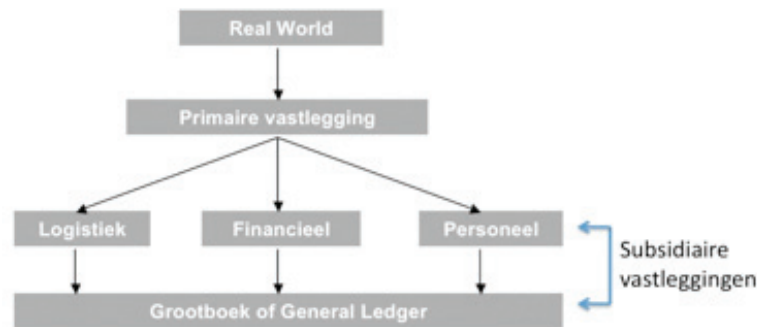 Real World
Primaire vastlegging
Logistiek
Financieel
Personeel
Subsidiaire
vastleggingen
Grootboek of General Ledger